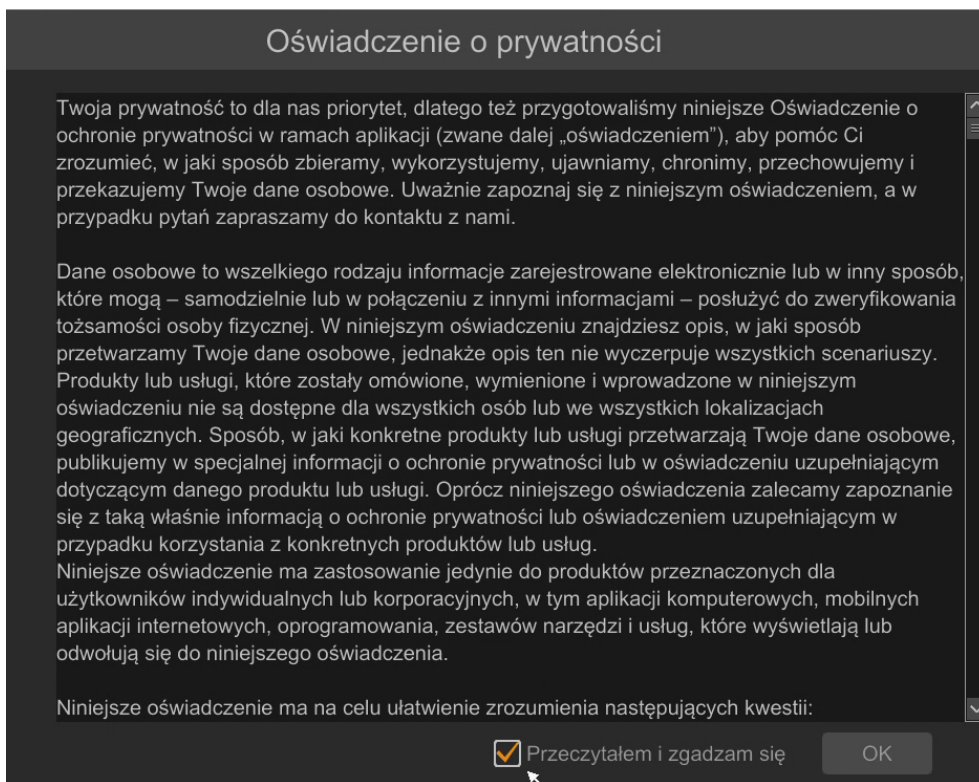 Oświadczenie o prywatności
Twoja prywatność to dla nas priorytet, dlatego też przygotowaliśmy niniejsze Oświadczenie o
ochronie prywatności w ramach aplikacji (zwane dalej „oświadczeniem”), aby pomóc Ci
zrozumieć, w jaki sposób zbieramy, wykorzystujemy, ujawniamy, chronimy, przechowujemy i
przekazujemy Twoje dane osobowe. Uważnie zapoznaj się z niniejszym oświadczeniem, a w
przypadku pytań zapraszamy do kontaktu z nami.
Dane osobowe to wszelkiego rodzaju informacje zarejestrowane elektronicznie lub w inny sposób,
które mogą – samodzielnie lub w połączeniu z innymi informacjami – posłużyć do zweryfikowania
tożsamości osoby fizycznej. W niniejszym oświadczeniu znajdziesz opis, w jaki sposób
przetwarzamy Twoje dane osobowe, jednakże opis ten nie wyczerpuje wszystkich scenariuszy.
Produkty lub usługi, które zostały omówione, wymienione i wprowadzone w niniejszym
oświadczeniu nie są dostępne dla wszystkich osób lub we wszystkich lokalizacjach
geograficznych. Sposób, w jaki konkretne produkty lub usługi przetwarzają Twoje dane osobowe,
publikujemy w specjalnej informacji o ochronie prywatności lub w oświadczeniu uzupełniającym
dotyczącym danego produktu lub usługi. Oprócz niniejszego oświadczenia zalecamy zapoznanie
się z taką właśnie informacją o ochronie prywatności lub oświadczeniem uzupełniającym w
przypadku korzystania z konkretnych produktów lub usług.
Niniejsze oświadczenie ma zastosowanie jedynie do produktów przeznaczonych dla
użytkowników indywidualnych lub korporacyjnych, w tym aplikacji komputerowych, mobilnych
aplikacji internetowych, oprogramowania, zestawów narzędzi i usług, które wyświetlają lub
odwołują się do niniejszego oświadczenia.
Niniejsze oświadczenie ma na celu ułatwienie zrozumienia następujących kwestii:
Przeczytałem i zgadzam się
OK